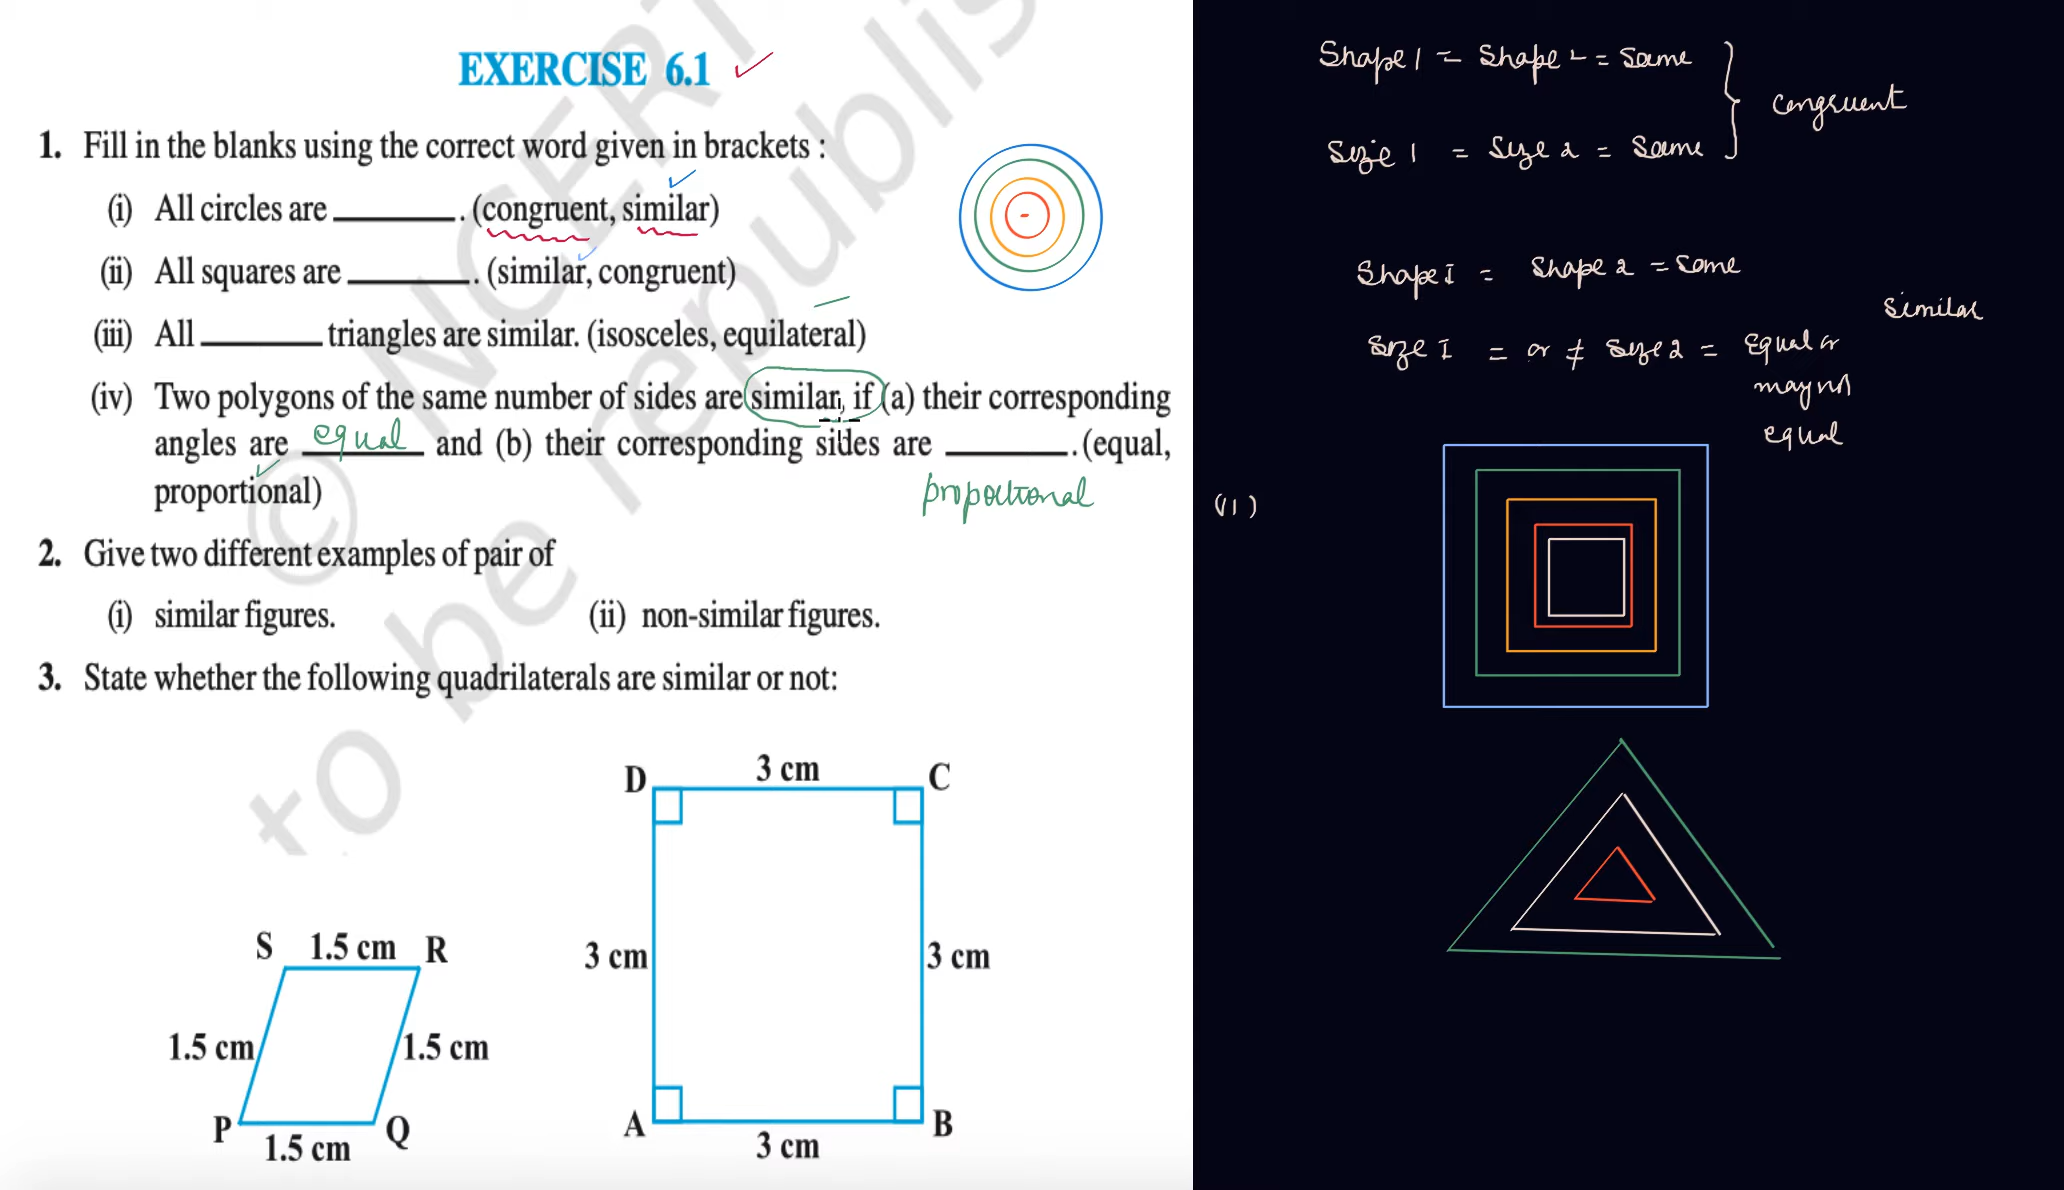 EXERCISE 6.1
1. Fill in the blanks using the correct word given in brackets :
(i) All circles are ________. (congruent, similar)
(ii) All squares are ________. (similar, congruent)
(iii) All ________ triangles are similar. (isosceles, equilateral)
(iv) Two polygons of the same number of sides are similar, if (a) their corresponding
angles are equal and (b) their corresponding sides are ________. (equal,
proportional)
proportional
2. Give two different examples of pair of
(i) similar figures. (ii) non-similar figures.
3. State whether the following quadrilaterals are similar or not:
S 1.5 cm R
1.5 cm 1.5 cm
P 1.5 cm Q
D 3 cm C
3 cm 3 cm
A 3 cm B
© NCERT
to be republis
Shape 1 = Shape 2 = Same
Size 1 = Size 2 = Same
Congruent
Shape I = Shape 2 = Same
Size I = or ≠ Size 2 = Equal or
may not
equal
Similar
(ii)